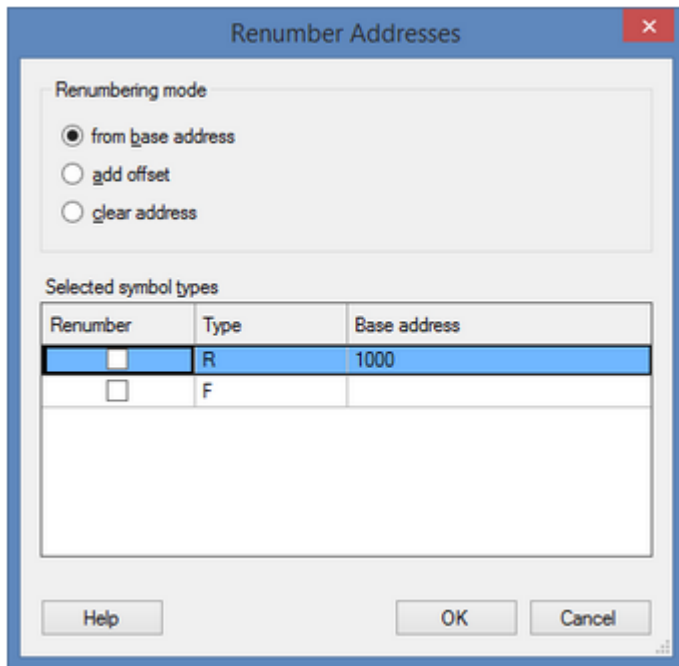 Renumber Addresses
Renumbering mode
from base address
add offset
clear address
Selected symbol types
Renumber Type Base address
R 1000
F
Help OK Cancel